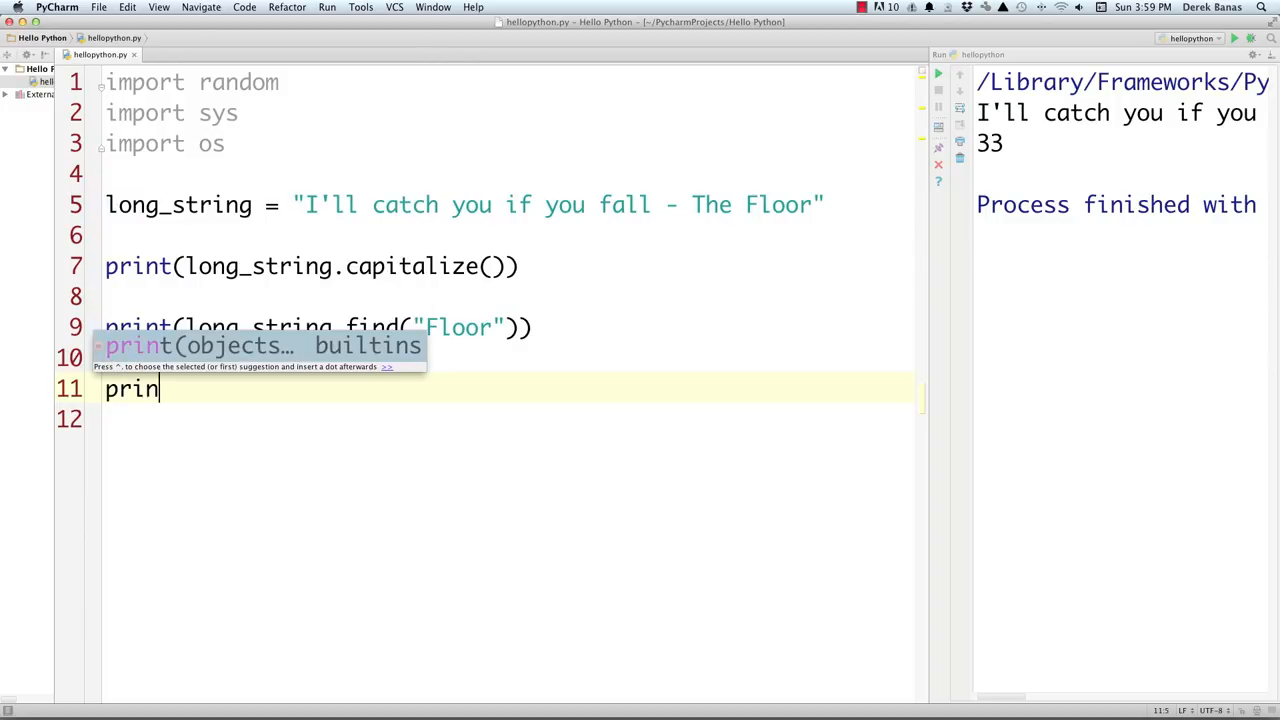 PyCharm File Edit View Navigate Code Refactor Run Tools VCS Window Help 10 Sun 3:59 PM Derek Banas
hellopython.py – Hello Python – [~/PycharmProjects/Hello Python]
Hello Python hellopython.py hellopython
hellopython.py Run hellopython
Hello P
hell
Extern
1 import random
2 import sys
3 import os
4
5 long_string = "I'll catch you if you fall - The Floor"
6
7 print(long_string.capitalize())
8
9 print(long_string.find("Floor"))
10
print(objects… builtins
Press ^. to choose the selected (or first) suggestion and insert a dot afterwards >>
11 prin
12
/Library/Frameworks/Py
I'll catch you if you
33
Process finished with
11:5 LF UTF-8